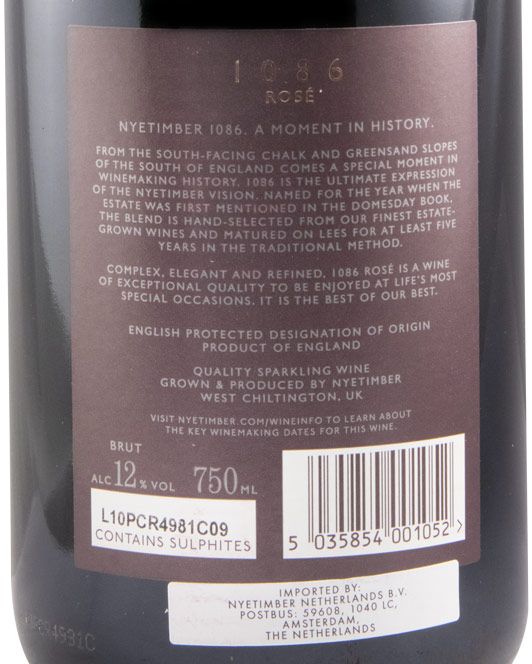 1086
ROSÉ
NYETIMBER 1086. A MOMENT IN HISTORY.
FROM THE SOUTH-FACING CHALK AND GREENSAND SLOPES
OF THE SOUTH OF ENGLAND COMES A SPECIAL MOMENT IN
WINEMAKING HISTORY. 1086 IS THE ULTIMATE EXPRESSION
OF THE NYETIMBER VISION. NAMED FOR THE YEAR WHEN THE
ESTATE WAS FIRST MENTIONED IN THE DOMESDAY BOOK,
THE BLEND IS HAND-SELECTED FROM OUR FINEST ESTATE-
GROWN WINES AND MATURED ON LEES FOR AT LEAST FIVE
YEARS IN THE TRADITIONAL METHOD.
COMPLEX, ELEGANT AND REFINED, 1086 ROSÉ IS A WINE
OF EXCEPTIONAL QUALITY TO BE ENJOYED AT LIFE'S MOST
SPECIAL OCCASIONS. IT IS THE BEST OF OUR BEST.
ENGLISH PROTECTED DESIGNATION OF ORIGIN
PRODUCT OF ENGLAND
QUALITY SPARKLING WINE
GROWN & PRODUCED BY NYETIMBER
WEST CHILTINGTON, UK
VISIT NYETIMBER.COM/WINEINFO TO LEARN ABOUT
THE KEY WINEMAKING DATES FOR THIS WINE.
BRUT
ALC 12% VOL 750 ML
L10PCR4981C09
CONTAINS SULPHITES
5 035854 001052 >
IMPORTED BY:
NYETIMBER NETHERLANDS B.V.
POSTBUS: 59608, 1040 LC,
AMSTERDAM,
THE NETHERLANDS